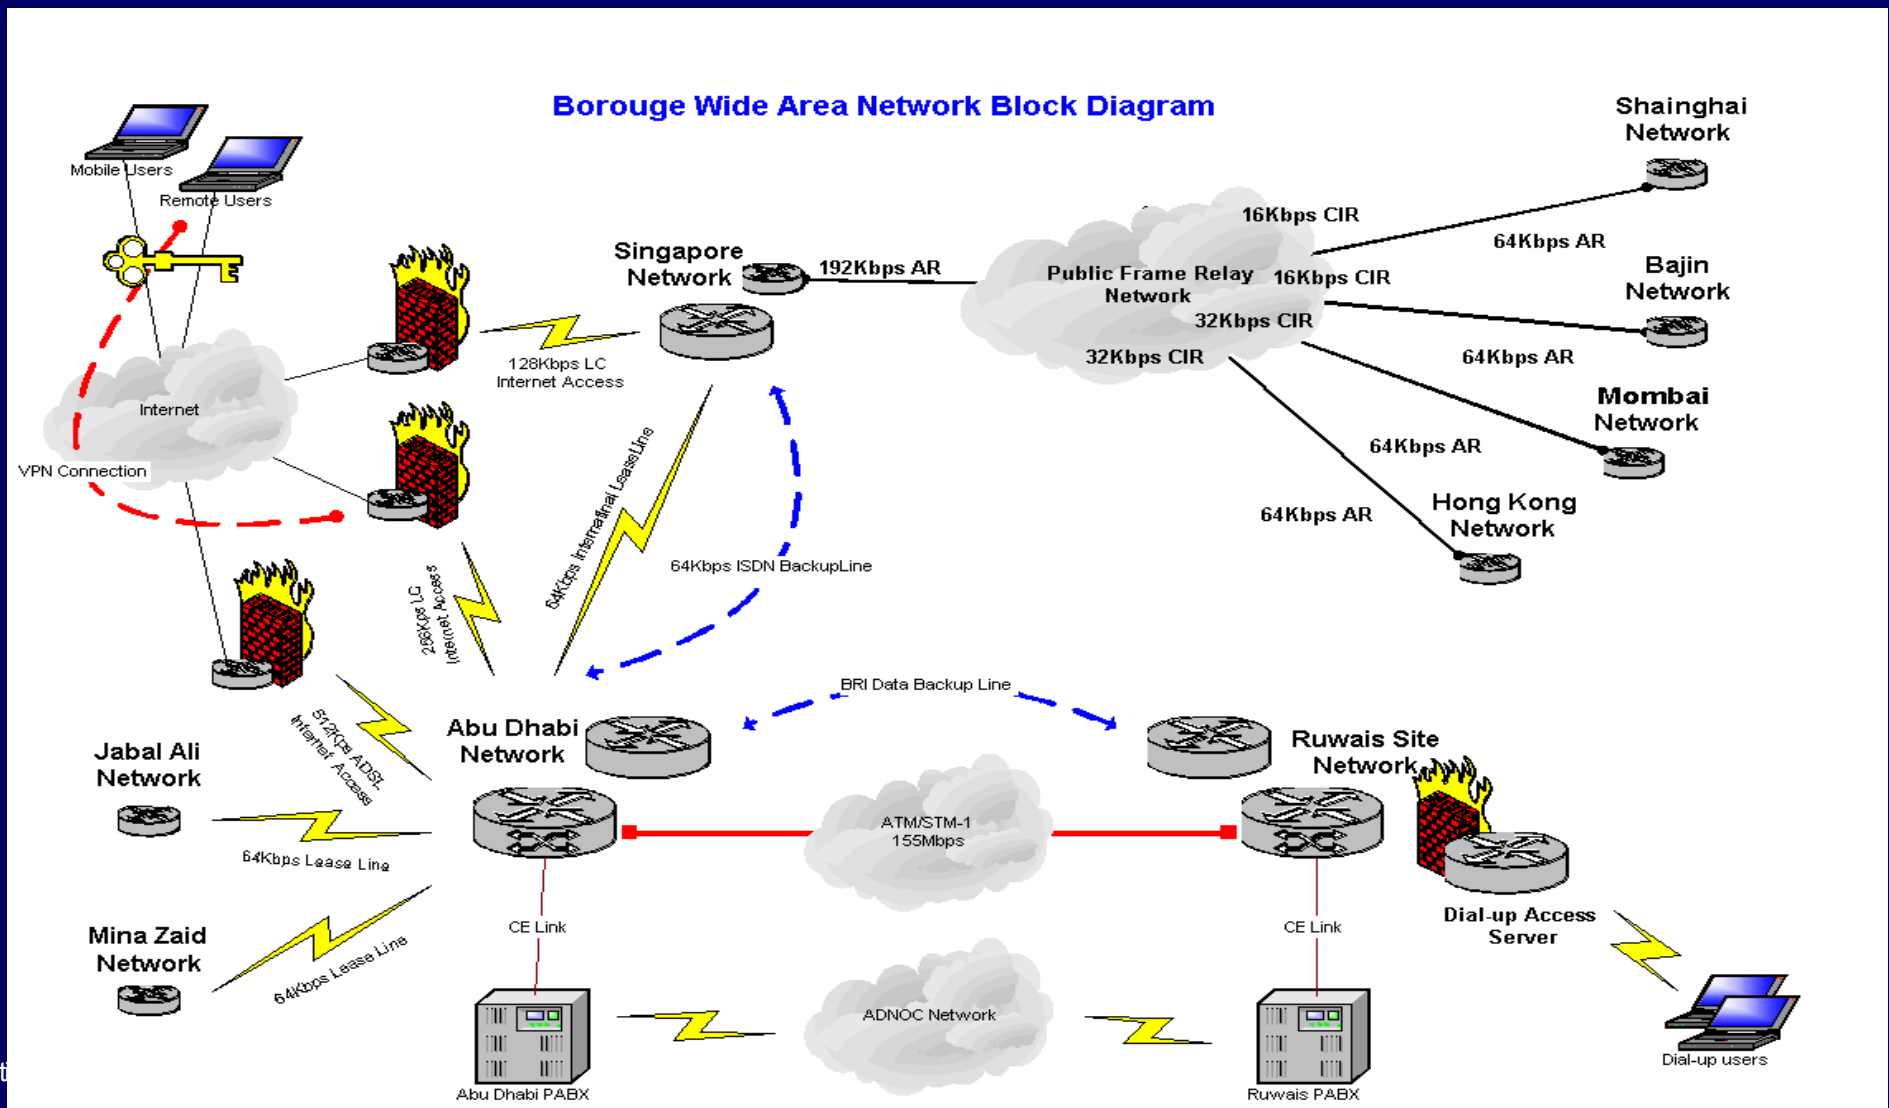 Borouge Wide Area Network Block Diagram
Mobile Users
Remote Users
Internet
VPN Connection
128Kbps LC
Internet Access
Singapore
Network
192Kbps AR
Public Frame Relay
Network
16Kbps CIR
16Kbps CIR
32Kbps CIR
32Kbps CIR
Shainghai
Network
64Kbps AR
Bajin
Network
64Kbps AR
Mombai
Network
64Kbps AR
Hong Kong
Network
64Kbps AR
64Kbps Internatinal LeaseLine
64Kbps ISDN BackupLine
256Kps LC
Internet Access
512Kps ADSL
Internet Access
BRI Data Backup Line
Abu Dhabi
Network
Ruwais Site
Network
Jabal Ali
Network
64Kbps Lease Line
ATM/STM-1
155Mbps
Mina Zaid
Network
64Kbps Lease Line
CE Link
CE Link
Dial-up Access
Server
ADNOC Network
Abu Dhabi PABX
Ruwais PABX
Dial-up users